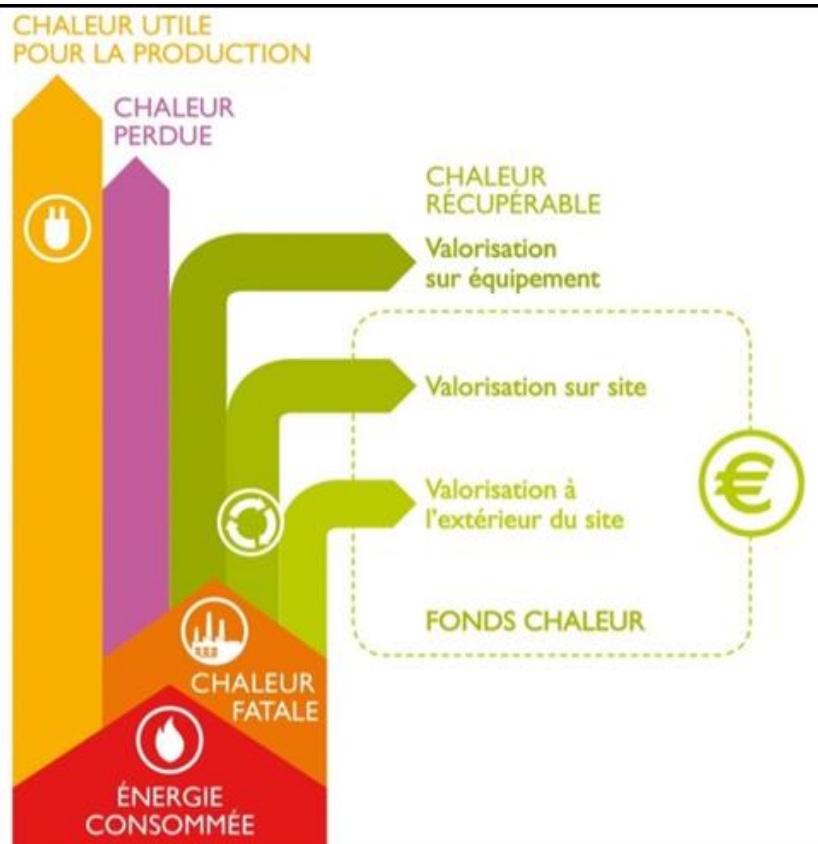 CHALEUR UTILE
POUR LA PRODUCTION
CHALEUR
PERDUE
CHALEUR
RÉCUPÉRABLE
Valorisation
sur équipement
Valorisation sur site
Valorisation à
l'extérieur du site
€
FONDS CHALEUR
CHALEUR
FATALE
ÉNERGIE
CONSOMMÉE